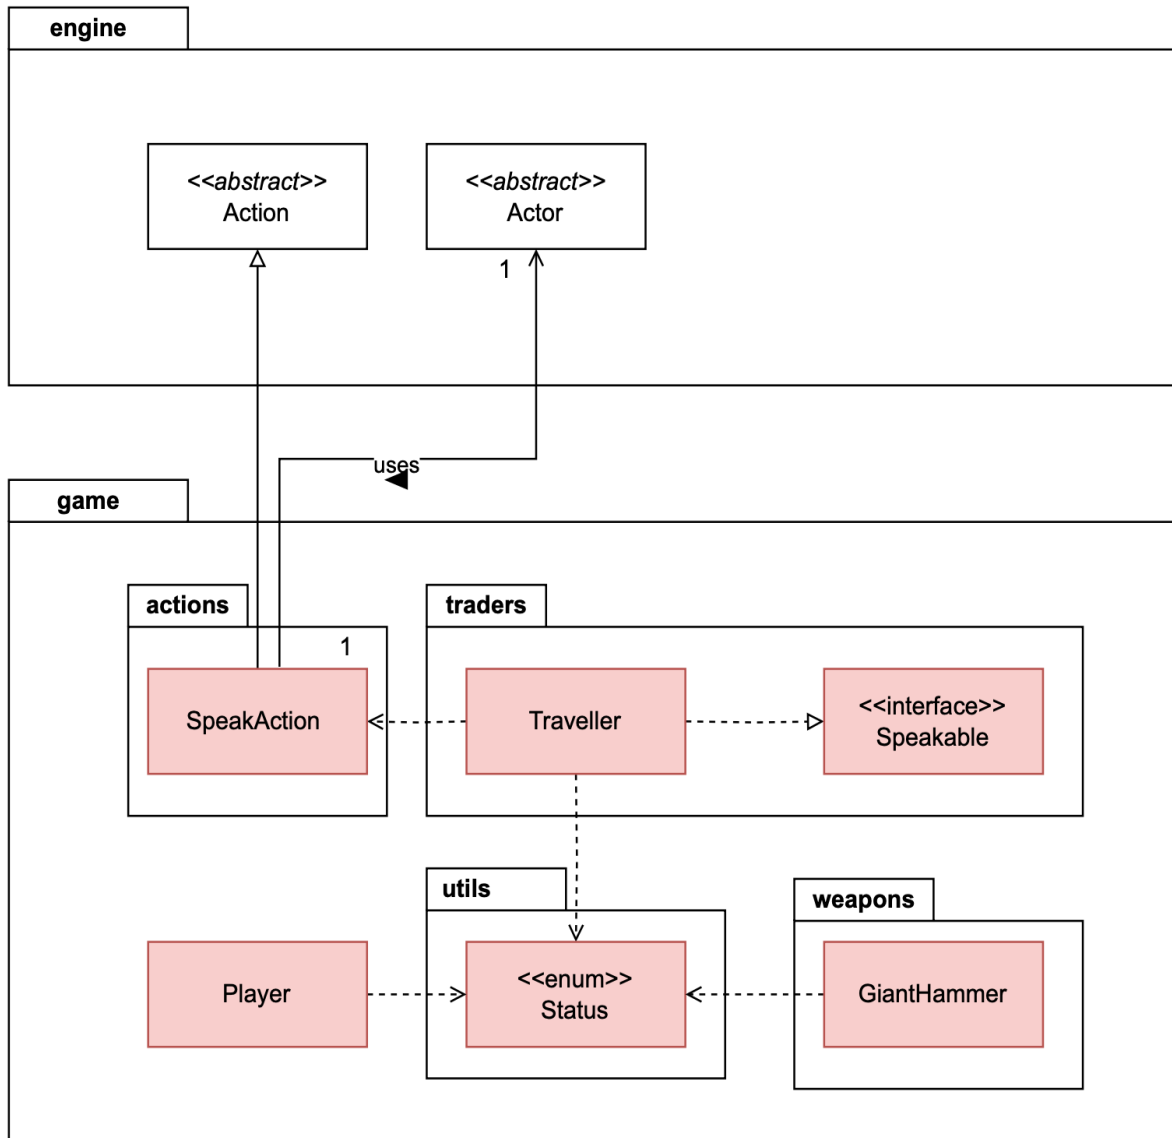 engine
<<abstract>>
Action
<<abstract>>
Actor
1
uses
game
actions
traders
1
SpeakAction
Traveller
<<interface>>
Speakable
utils
weapons
Player
<<enum>>
Status
GiantHammer